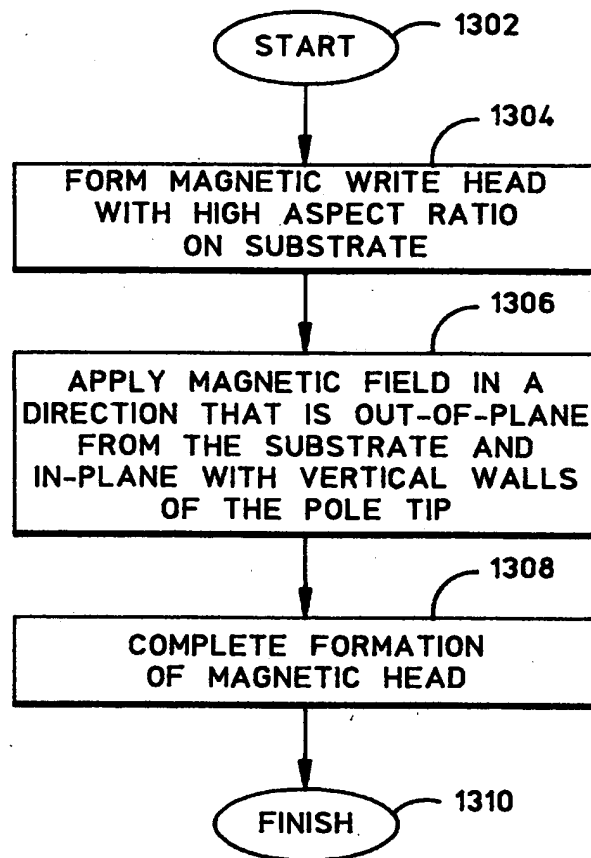 1302
START
1304
FORM MAGNETIC WRITE HEAD
WITH HIGH ASPECT RATIO
ON SUBSTRATE
1306
APPLY MAGNETIC FIELD IN A
DIRECTION THAT IS OUT-OF-PLANE
FROM THE SUBSTRATE AND
IN-PLANE WITH VERTICAL WALLS
OF THE POLE TIP
1308
COMPLETE FORMATION
OF MAGNETIC HEAD
1310
FINISH